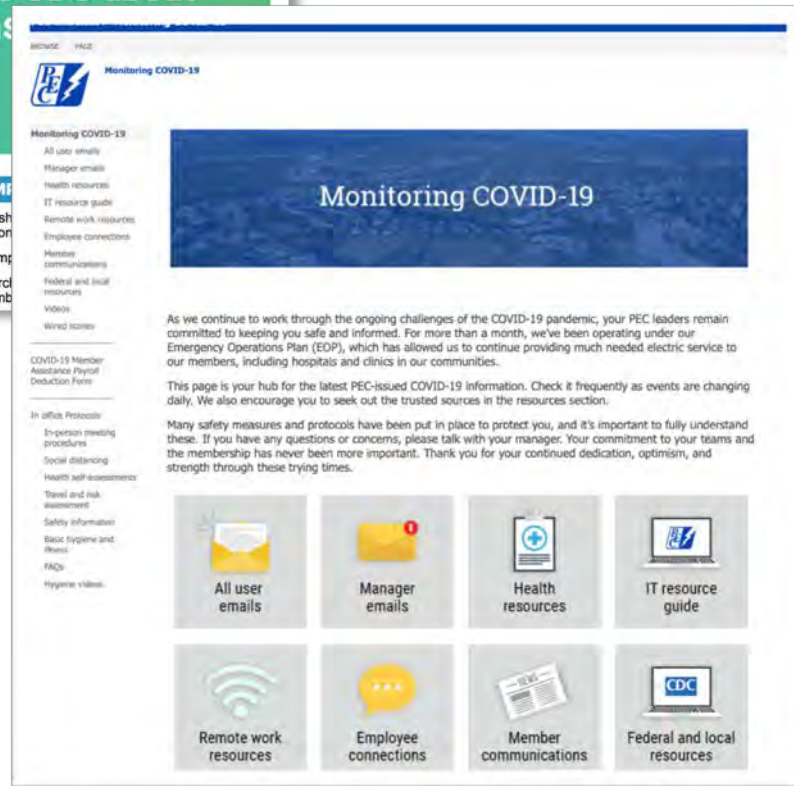 BROWSE PAGE
PEC
Monitoring COVID-19
Monitoring COVID-19
All user emails
Manager emails
Health resources
IT resource guide
Remote work resources
Employee connections
Member
communications
Federal and local
resources
Videos
Wired stories
COVID-19 Member
Assistance Payroll
Deduction Form
In office Protocols
In-person meeting
procedures
Social distancing
Health self-assessments
Travel and risk
assessment
Safety information
Basic hygiene and
illness
FAQs
Hygiene videos
Monitoring COVID-19
As we continue to work through the ongoing challenges of the COVID-19 pandemic, your PEC leaders remain
committed to keeping you safe and informed. For more than a month, we've been operating under our
Emergency Operations Plan (EOP), which has allowed us to continue providing much needed electric service to
our members, including hospitals and clinics in our communities.
This page is your hub for the latest PEC-issued COVID-19 information. Check it frequently as events are changing
daily. We also encourage you to seek out the trusted sources in the resources section.
Many safety measures and protocols have been put in place to protect you, and it's important to fully understand
these. If you have any questions or concerns, please talk with your manager. Your commitment to your teams and
the membership has never been more important. Thank you for your continued dedication, optimism, and
strength through these trying times.
All user
emails
Manager
emails
Health
resources
PEC
IT resource
guide
Remote work
resources
Employee
connections
NEWS
Member
communications
CDC
Federal and local
resources